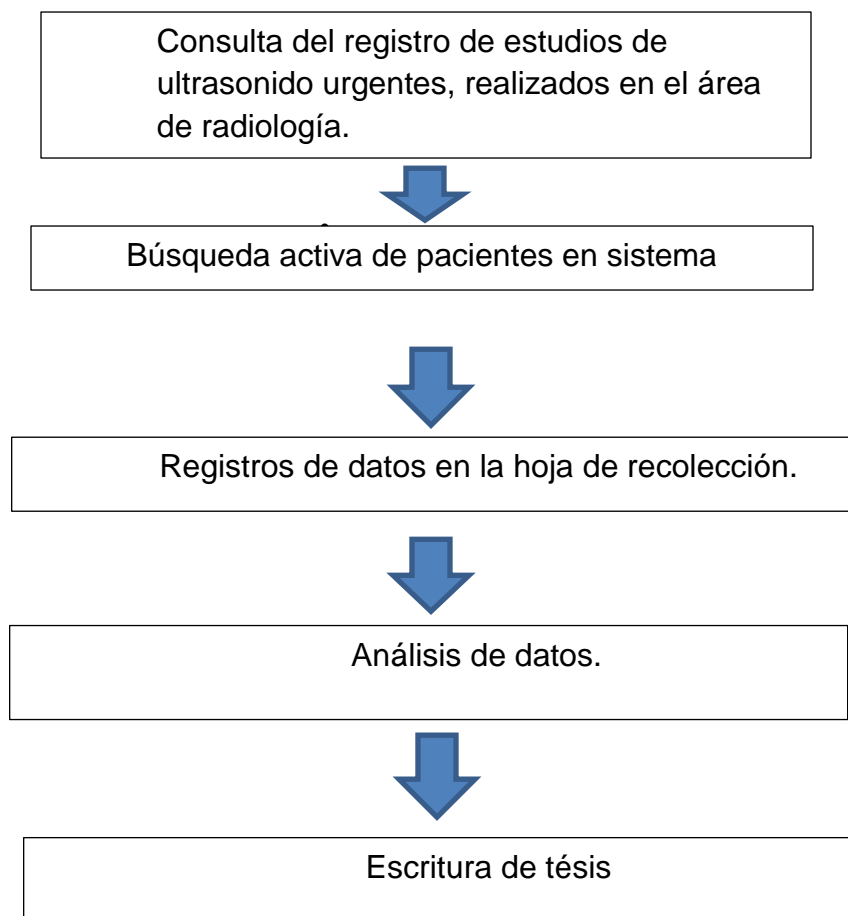 Consulta del registro de estudios de
ultrasonido urgentes, realizados en el área
de radiología.
Búsqueda activa de pacientes en sistema
Registros de datos en la hoja de recolección.
Análisis de datos.
Escritura de tésis